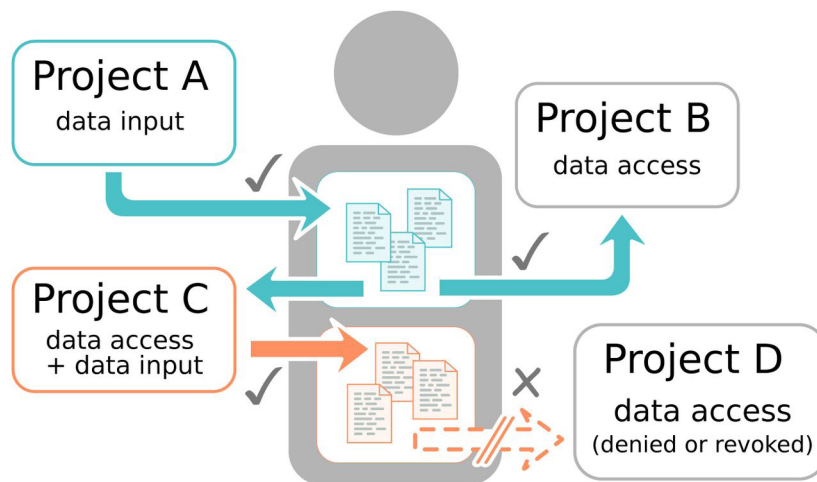 Project A
data input
Project B
data access
Project C
data access
+ data input
Project D
data access
(denied or revoked)